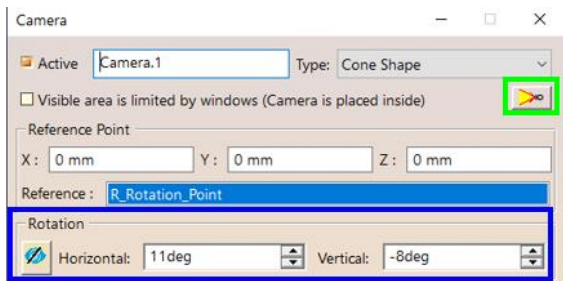 Camera
Active Camera.1 Type: Cone Shape
Visible area is limited by windows (Camera is placed inside)
Reference Point
X : 0 mm Y : 0 mm Z : 0 mm
Reference : R_Rotation_Point
Rotation
Horizontal: 11deg Vertical: -8deg